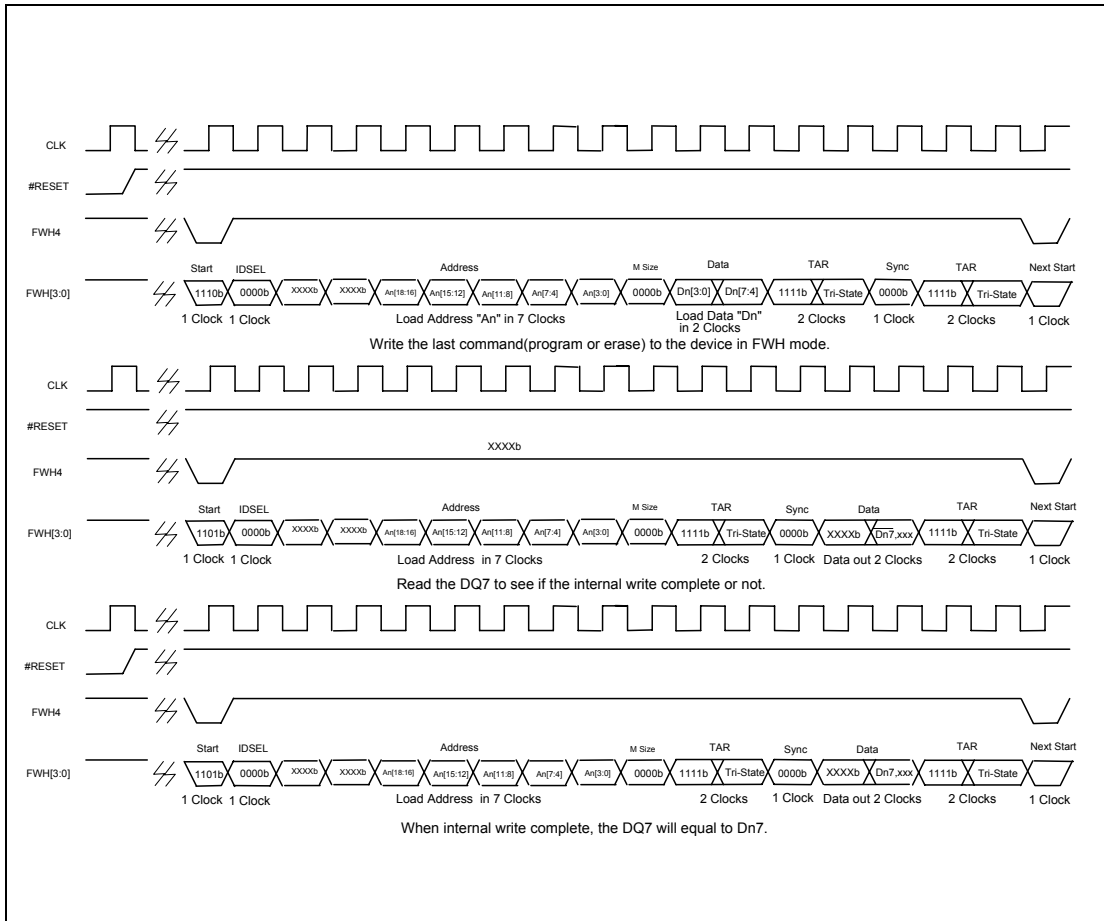 CLK
#RESET
FWH4
Start IDSEL Address M Size Data TAR Sync TAR Next Start
FWH[3:0] 1110b 0000b XXXXb XXXXb An[18:16] An[15:12] An[11:8] An[7:4] An[3:0] 0000b Dn[3:0] Dn[7:4] 1111b Tri-State 0000b 1111b Tri-State
1 Clock 1 Clock Load Address "An" in 7 Clocks Load Data "Dn" 2 Clocks 1 Clock 2 Clocks 1 Clock
in 2 Clocks
Write the last command(program or erase) to the device in FWH mode.
CLK
#RESET
XXXXb
FWH4
Start IDSEL Address M Size TAR Sync Data TAR Next Start
FWH[3:0] 1101b 0000b XXXXb XXXXb An[18:16] An[15:12] An[11:8] An[7:4] An[3:0] 0000b 1111b Tri-State 0000b XXXXb D̅n̅7̅,xxx 1111b Tri-State
1 Clock 1 Clock Load Address in 7 Clocks 2 Clocks 1 Clock Data out 2 Clocks 2 Clocks 1 Clock
Read the DQ7 to see if the internal write complete or not.
CLK
#RESET
FWH4
Start IDSEL Address M Size TAR Sync Data TAR Next Start
FWH[3:0] 1101b 0000b XXXXb XXXXb An[18:16] An[15:12] An[11:8] An[7:4] An[3:0] 0000b 1111b Tri-State 0000b XXXXb Dn7,xxx 1111b Tri-State
1 Clock 1 Clock Load Address in 7 Clocks 2 Clocks 1 Clock Data out 2 Clocks 2 Clocks 1 Clock
When internal write complete, the DQ7 will equal to Dn7.